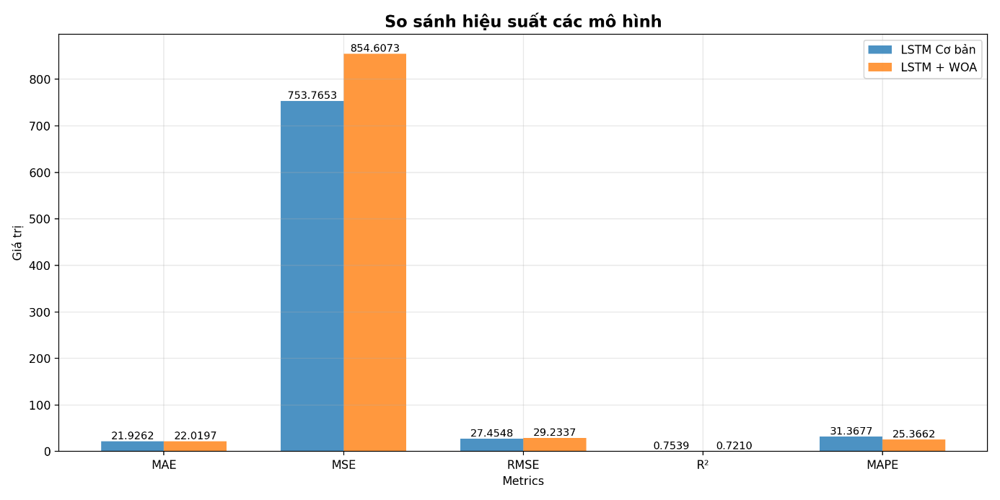 So sánh hiệu suất các mô hình
LSTM Cơ bản
LSTM + WOA
Giá trị
800
700
600
500
400
300
200
100
0
21.9262
22.0197
753.7653
854.6073
27.4548
29.2337
0.7539
0.7210
31.3677
25.3662
MAE
MSE
RMSE
R²
MAPE
Metrics